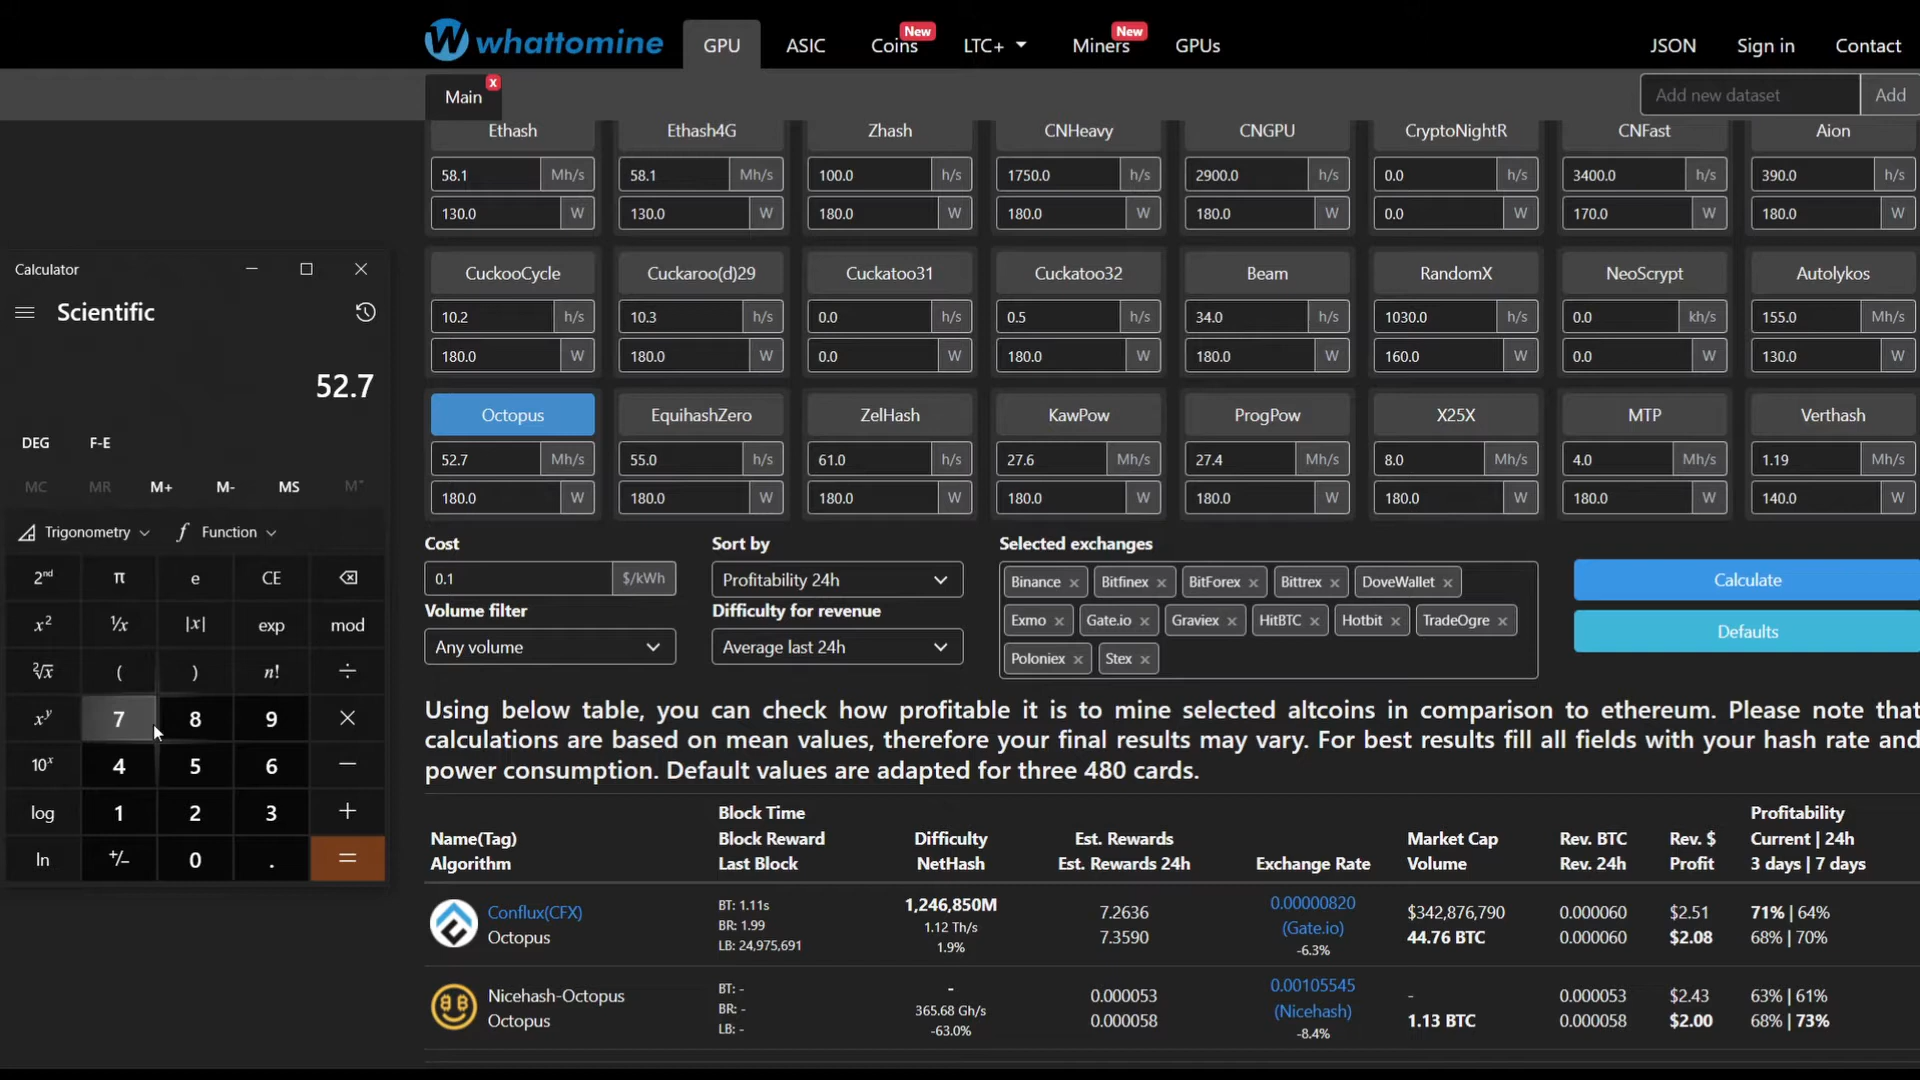 whattomine
GPU
ASIC
Coins
New
LTC+
Miners
New
GPUs
JSON
Sign in
Contact
Main
x
Add new dataset
Add
Ethash Ethash4G Zhash CNHeavy CNGPU CryptoNightR CNFast Aion
58.1 Mh/s 58.1 Mh/s 100.0 h/s 1750.0 h/s 2900.0 h/s 0.0 h/s 3400.0 h/s 390.0 h/s
130.0 W 130.0 W 180.0 W 180.0 W 180.0 W 0.0 W 170.0 W 180.0 W
CuckooCycle Cuckaroo(d)29 Cuckatoo31 Cuckatoo32 Beam RandomX NeoScrypt Autolykos
10.2 h/s 10.3 h/s 0.0 h/s 0.5 h/s 34.0 h/s 1030.0 h/s 0.0 kh/s 155.0 Mh/s
180.0 W 180.0 W 0.0 W 180.0 W 180.0 W 160.0 W 0.0 W 130.0 W
Octopus EquihashZero ZelHash KawPow ProgPow X25X MTP Verthash
52.7 Mh/s 55.0 h/s 61.0 h/s 27.6 Mh/s 27.4 Mh/s 8.0 Mh/s 4.0 Mh/s 1.19 Mh/s
180.0 W 180.0 W 180.0 W 180.0 W 180.0 W 180.0 W 180.0 W 140.0 W
Cost
0.1 $/kWh
Volume filter
Any volume
Sort by
Profitability 24h
Difficulty for revenue
Average last 24h
Selected exchanges
Binance × Bitfinex × BitForex × Bittrex × DoveWallet ×
Exmo × Gate.io × Graviex × HitBTC × Hotbit × TradeOgre ×
Poloniex × Stex ×
Calculate
Defaults
Using below table, you can check how profitable it is to mine selected altcoins in comparison to ethereum. Please note that
calculations are based on mean values, therefore your final results may vary. For best results fill all fields with your hash rate and
power consumption. Default values are adapted for three 480 cards.
Name(Tag)
Algorithm
Block Time
Block Reward
Last Block
Difficulty
NetHash
Est. Rewards
Est. Rewards 24h
Exchange Rate
Market Cap
Volume
Rev. BTC
Rev. 24h
Rev. $
Profit
Profitability
Current | 24h
3 days | 7 days
Conflux(CFX)
Octopus
BT: 1.11s
BR: 1.99
LB: 24,975,691
1,246,850M
1.12 Th/s
1.9%
7.2636
7.3590
0.00000820
(Gate.io)
-6.3%
$342,876,790
44.76 BTC
0.000060
0.000060
$2.51
$2.08
71% | 64%
68% | 70%
Nicehash-Octopus
Octopus
BT: -
BR: -
LB: -
-
365.68 Gh/s
-63.0%
0.000053
0.000058
0.00105545
(Nicehash)
-8.4%
-
1.13 BTC
0.000053
0.000058
$2.43
$2.00
63% | 61%
68% | 73%
Calculator
Scientific
52.7
DEG F-E
MC MR M+ M- MS M˅
Trigonometry
f Function
2nd π e CE
x² ¹/x |x| exp mod
²√x ( ) n! ÷
xʸ 7 8 9 ×
10ˣ 4 5 6 −
log 1 2 3 +
ln +/− 0 . =